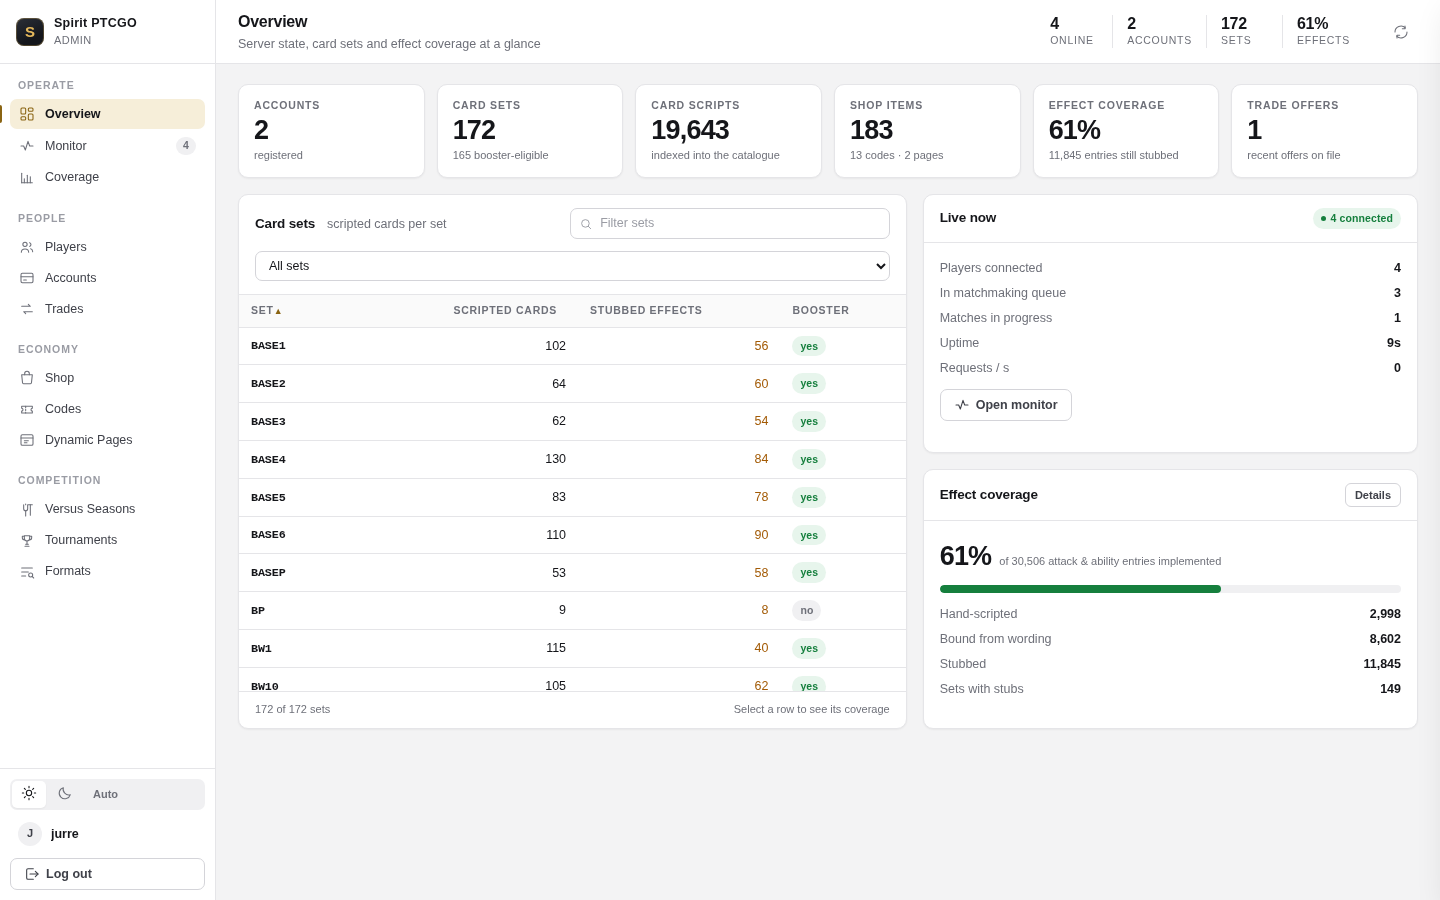 S
Spirit PTCGO
ADMIN
OPERATE
Overview
Monitor 4
Coverage
PEOPLE
Players
Accounts
Trades
ECONOMY
Shop
Codes
Dynamic Pages
COMPETITION
Versus Seasons
Tournaments
Formats
Auto
J jurre
Log out
Overview
Server state, card sets and effect coverage at a glance
4 ONLINE
2 ACCOUNTS
172 SETS
61% EFFECTS
ACCOUNTS
2
registered
CARD SETS
172
165 booster-eligible
CARD SCRIPTS
19,643
indexed into the catalogue
SHOP ITEMS
183
13 codes · 2 pages
EFFECT COVERAGE
61%
11,845 entries still stubbed
TRADE OFFERS
1
recent offers on file
Card sets scripted cards per set
Filter sets
All sets
SET▲ SCRIPTED CARDS STUBBED EFFECTS BOOSTER
BASE1 102 56 yes
BASE2 64 60 yes
BASE3 62 54 yes
BASE4 130 84 yes
BASE5 83 78 yes
BASE6 110 90 yes
BASEP 53 58 yes
BP 9 8 no
BW1 115 40 yes
BW10 105 62 yes
172 of 172 sets Select a row to see its coverage
Live now 4 connected
Players connected 4
In matchmaking queue 3
Matches in progress 1
Uptime 9s
Requests / s 0
Open monitor
Effect coverage Details
61% of 30,506 attack & ability entries implemented
Hand-scripted 2,998
Bound from wording 8,602
Stubbed 11,845
Sets with stubs 149